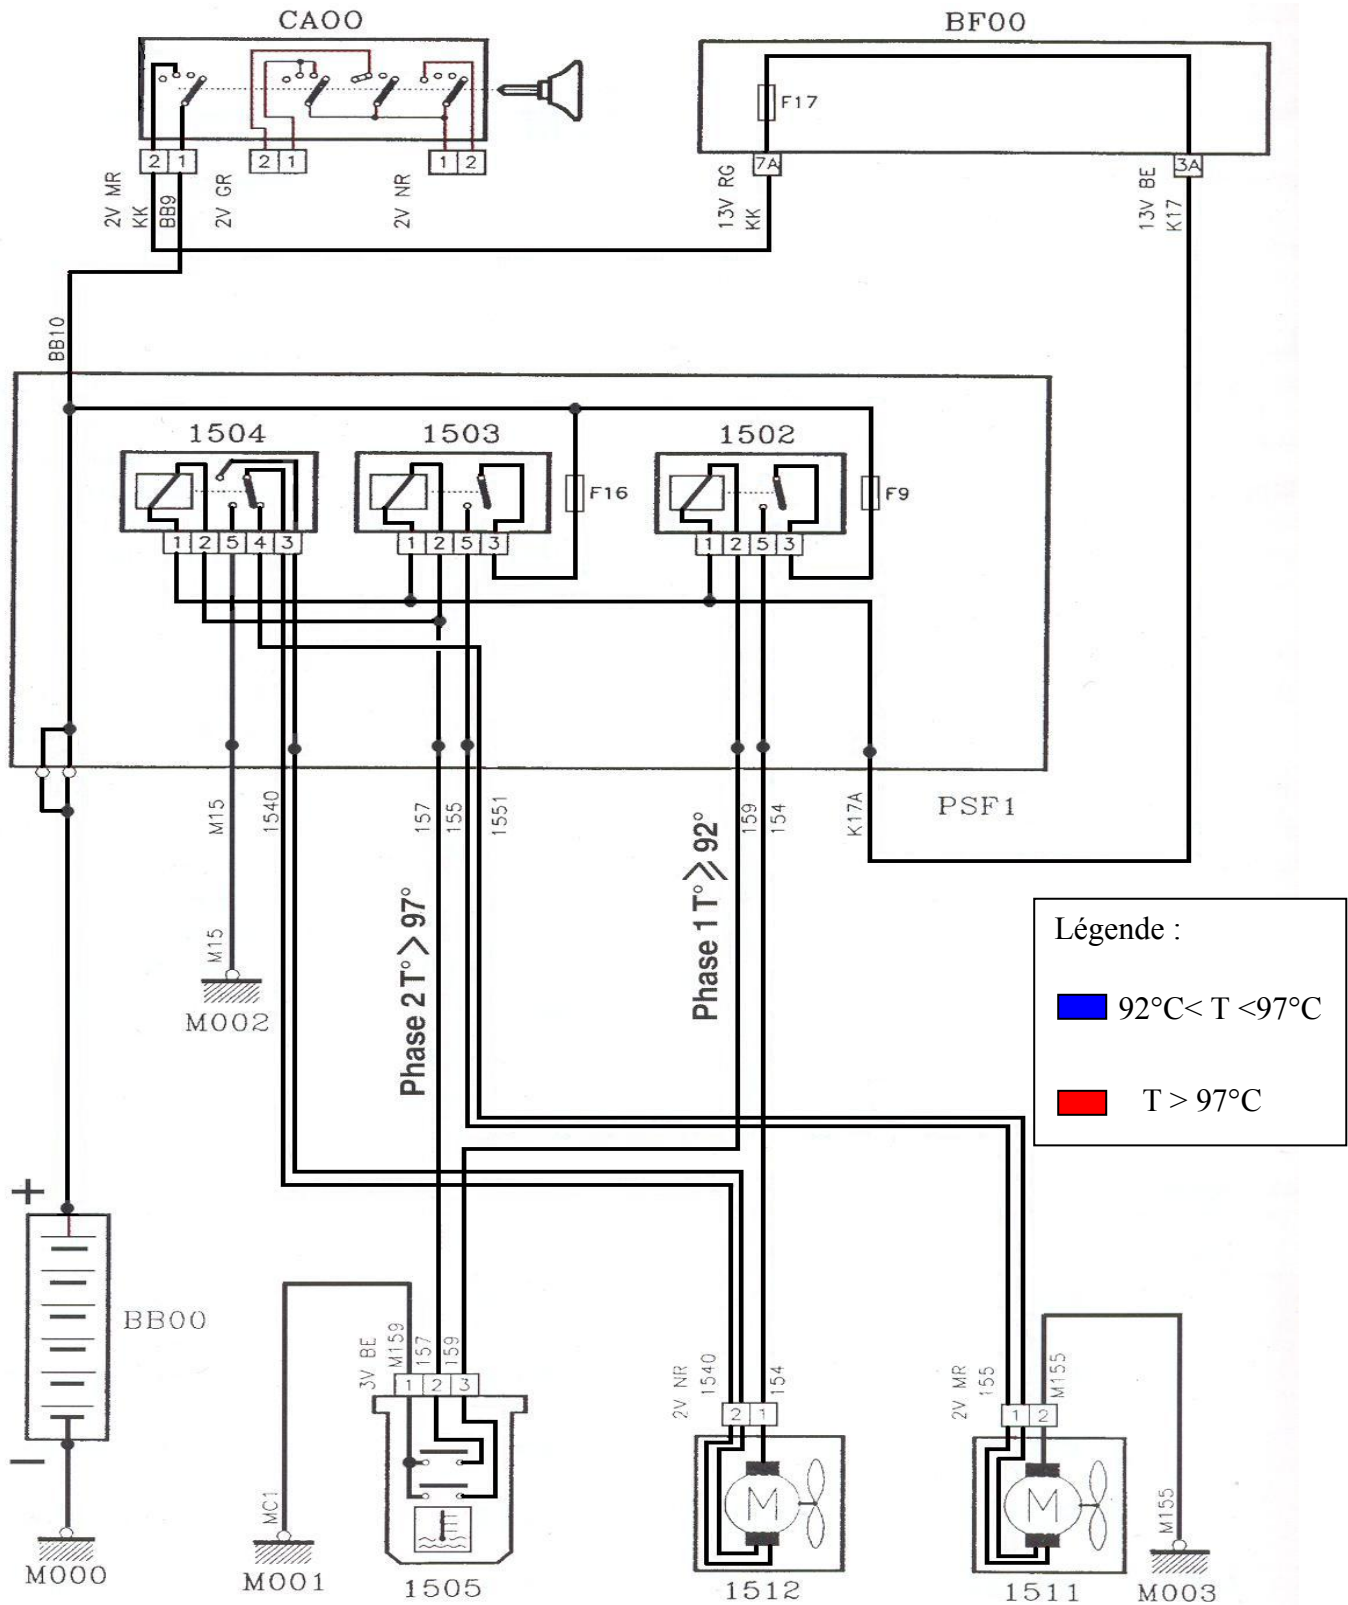 CA00
BF00
F17
2 1
2 1
1 2
7A
3A
2V MR
KK
BB9
2V GR
2V NR
13V RG
KK
13V BE
K17
BB10
1504
1503
1502
F16
F9
1 2 5 4 3
1 2 5 3
1 2 5 3
M15
1540
157
155
1551
159
154
K17A
PSF1
Phase 2 T° > 97°
Phase 1 T° ⩾ 92°
M15
M002
Légende :
92°C< T <97°C
T > 97°C
+
BB00
−
M000
MC1
M001
3V BE
M159
157
159
1 2 3
1505
2V NR
1540
154
2 1
M
1512
2V MR
155
M155
1 2
M
1511
M155
M003